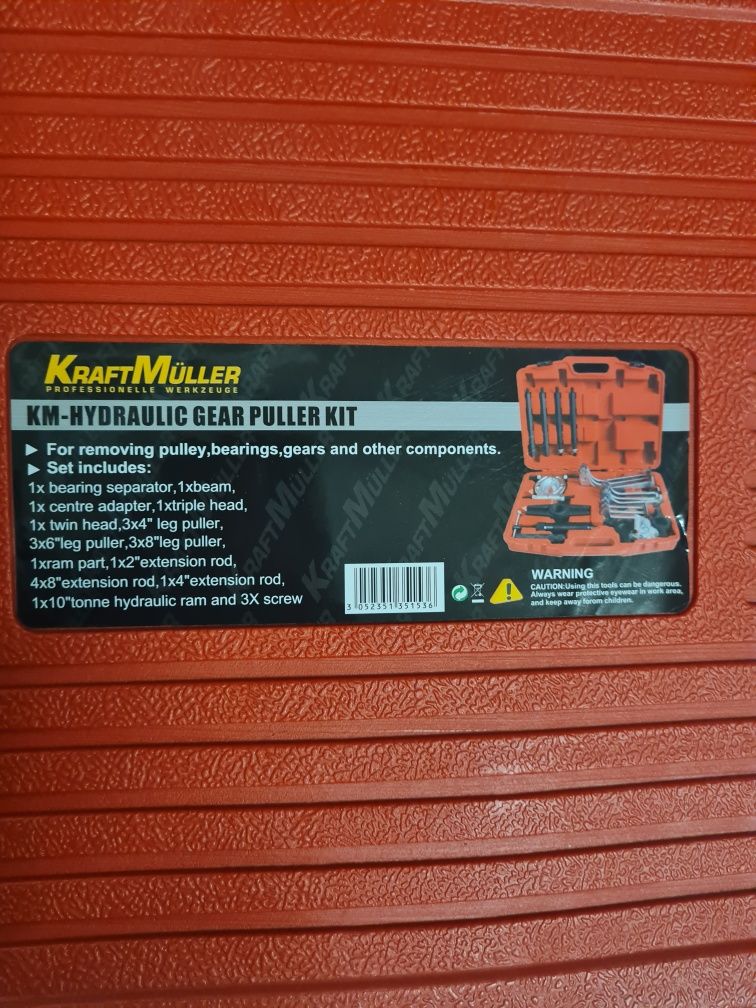 KRAFTMÜLLER
PROFESSIONELLE WERKZEUGE
KM-HYDRAULIC GEAR PULLER KIT
For removing pulley,bearings,gears and other components.
Set includes:
1x bearing separator,1xbeam,
1x centre adapter,1xtriple head,
1x twin head,3x4" leg puller,
3x6"leg puller,3x8"leg puller,
1xram part,1x2"extension rod,
4x8"extension rod,1x4"extension rod,
1x10"tonne hydraulic ram and 3X screw
3 052351 351536
WARNING
CAUTION:Using this tools can be dangerous.
Always wear protective eyewear in work area,
and keep away forom children.